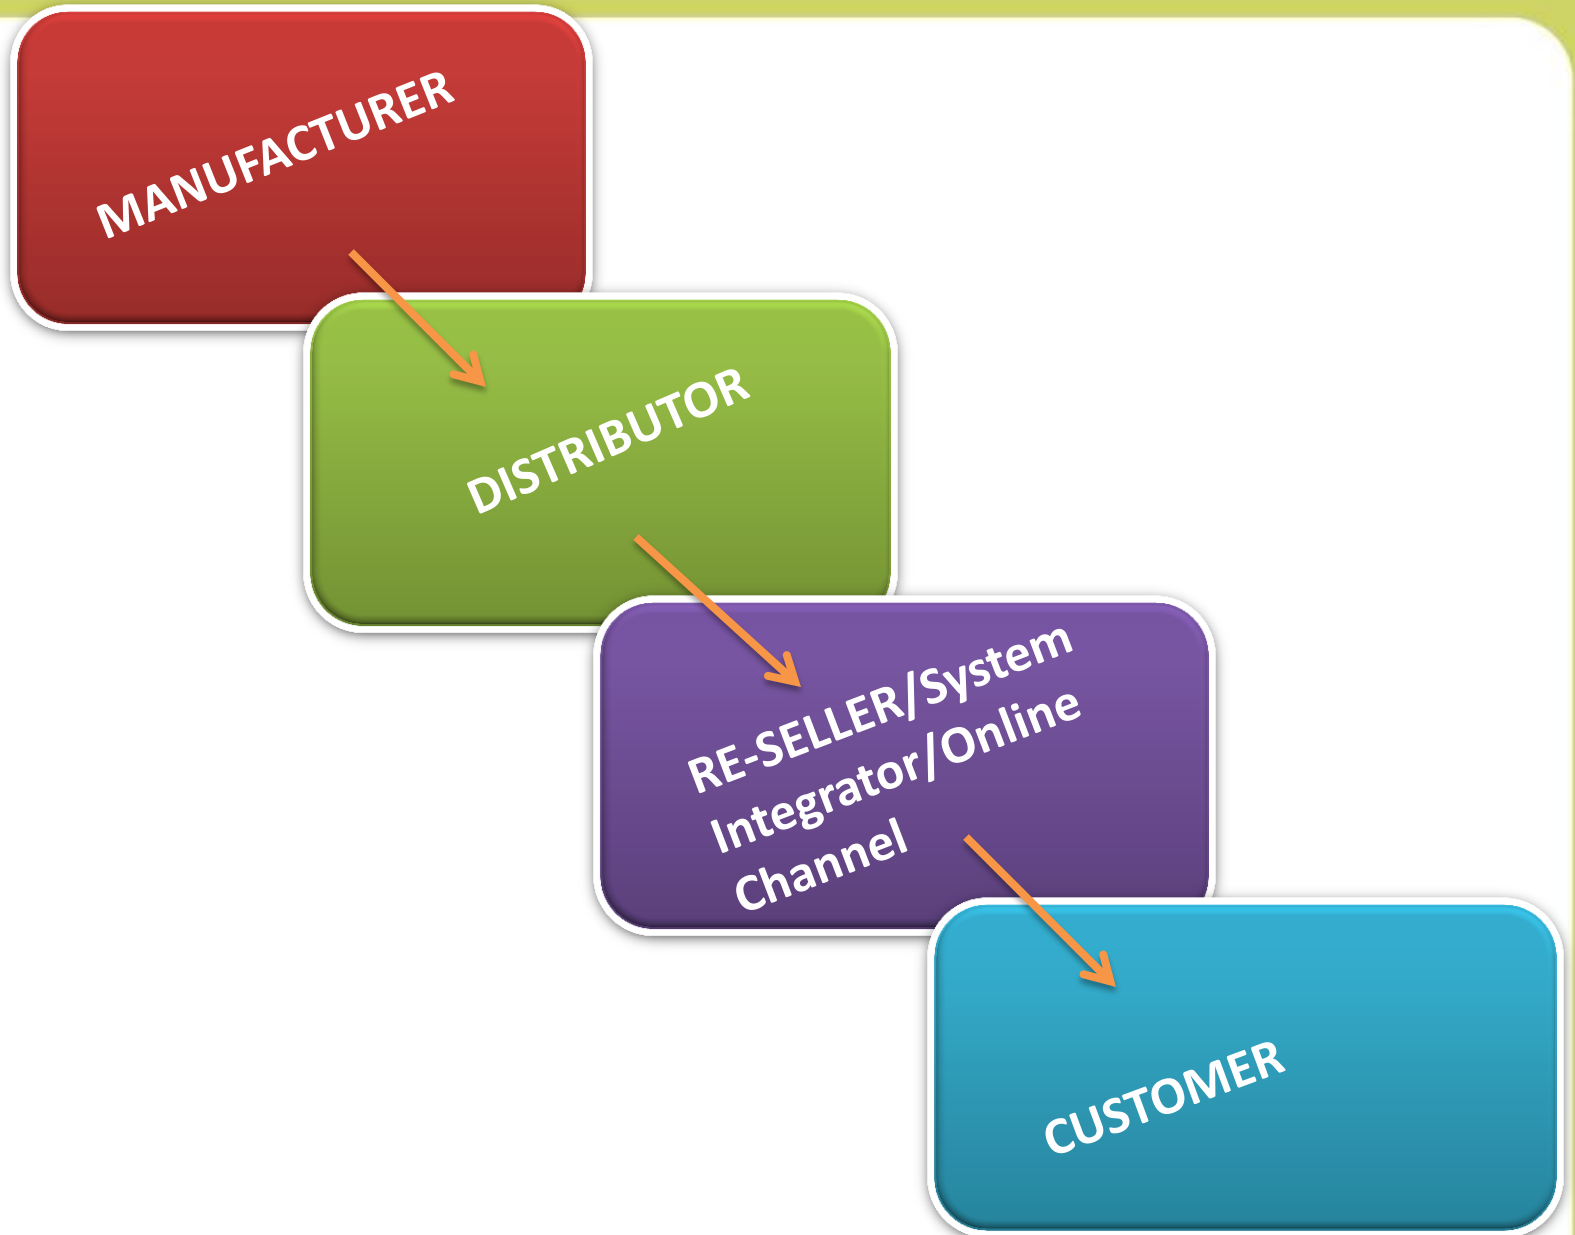 MANUFACTURER
DISTRIBUTOR
RE-SELLER/System
Integrator/Online
Channel
CUSTOMER